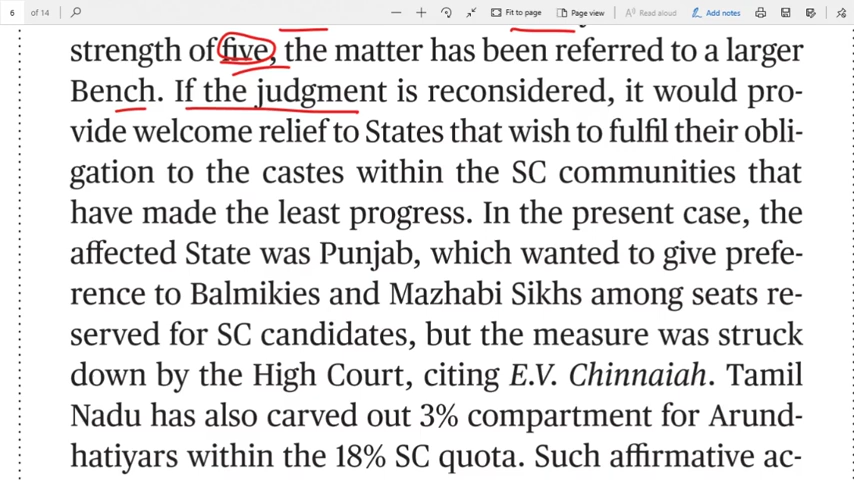 6 of 14 Fit to page Page view Read aloud Add notes
strength of five, the matter has been referred to a larger
Bench. If the judgment is reconsidered, it would pro-
vide welcome relief to States that wish to fulfil their obli-
gation to the castes within the SC communities that
have made the least progress. In the present case, the
affected State was Punjab, which wanted to give prefe-
rence to Balmikies and Mazhabi Sikhs among seats re-
served for SC candidates, but the measure was struck
down by the High Court, citing E.V. Chinnaiah. Tamil
Nadu has also carved out 3% compartment for Arund-
hatiyars within the 18% SC quota. Such affirmative ac-